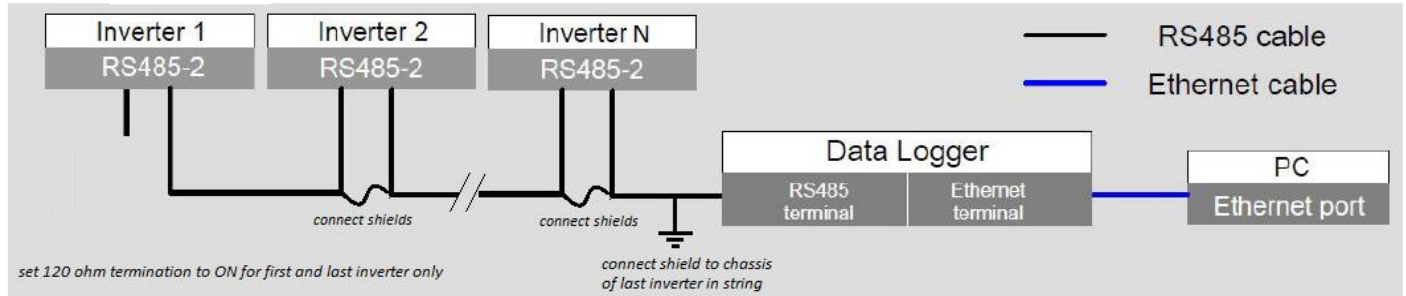 Inverter 1
RS485-2
Inverter 2
RS485-2
Inverter N
RS485-2
RS485 cable
Ethernet cable
Data Logger
RS485
terminal
Ethernet
terminal
PC
Ethernet port
connect shields
connect shields
set 120 ohm termination to ON for first and last inverter only
connect shield to chassis
of last inverter in string